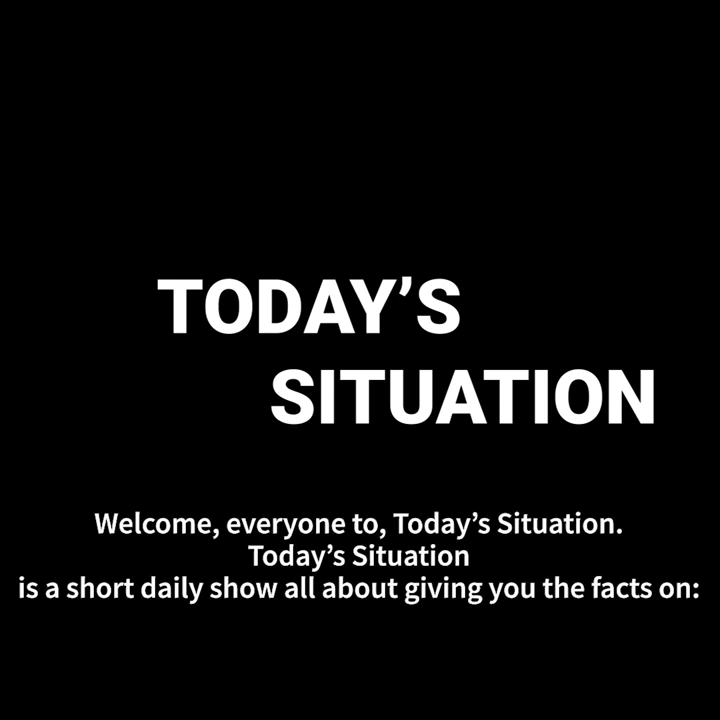 TODAY’S
SITUATION
Welcome, everyone to, Today’s Situation.
Today’s Situation
is a short daily show all about giving you the facts on: